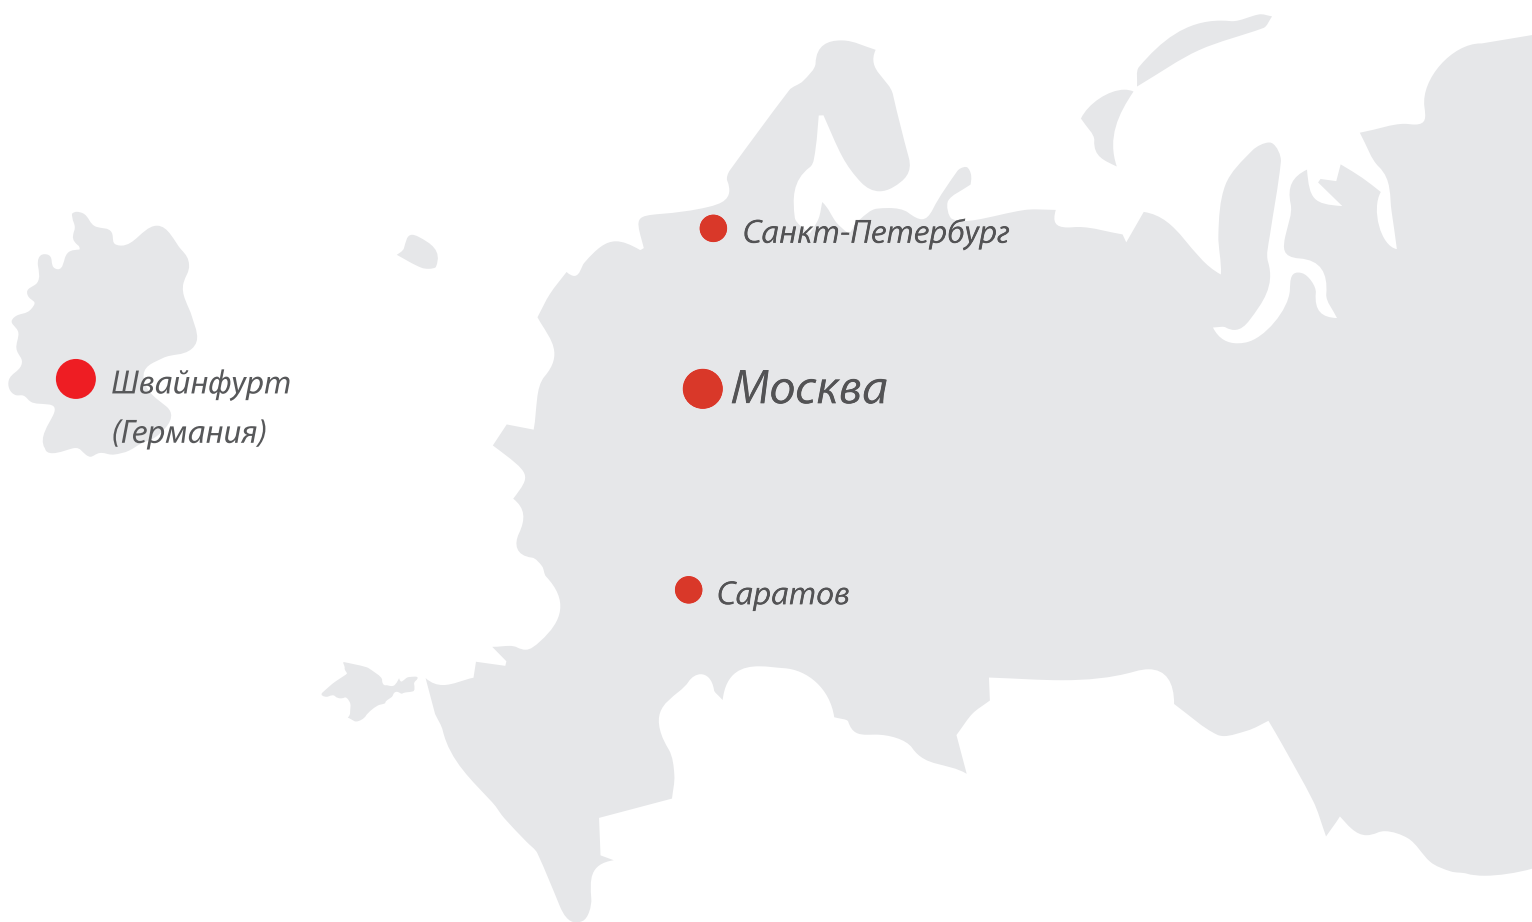 Санкт-Петербург
Швайнфурт
(Германия)
Москва
Саратов